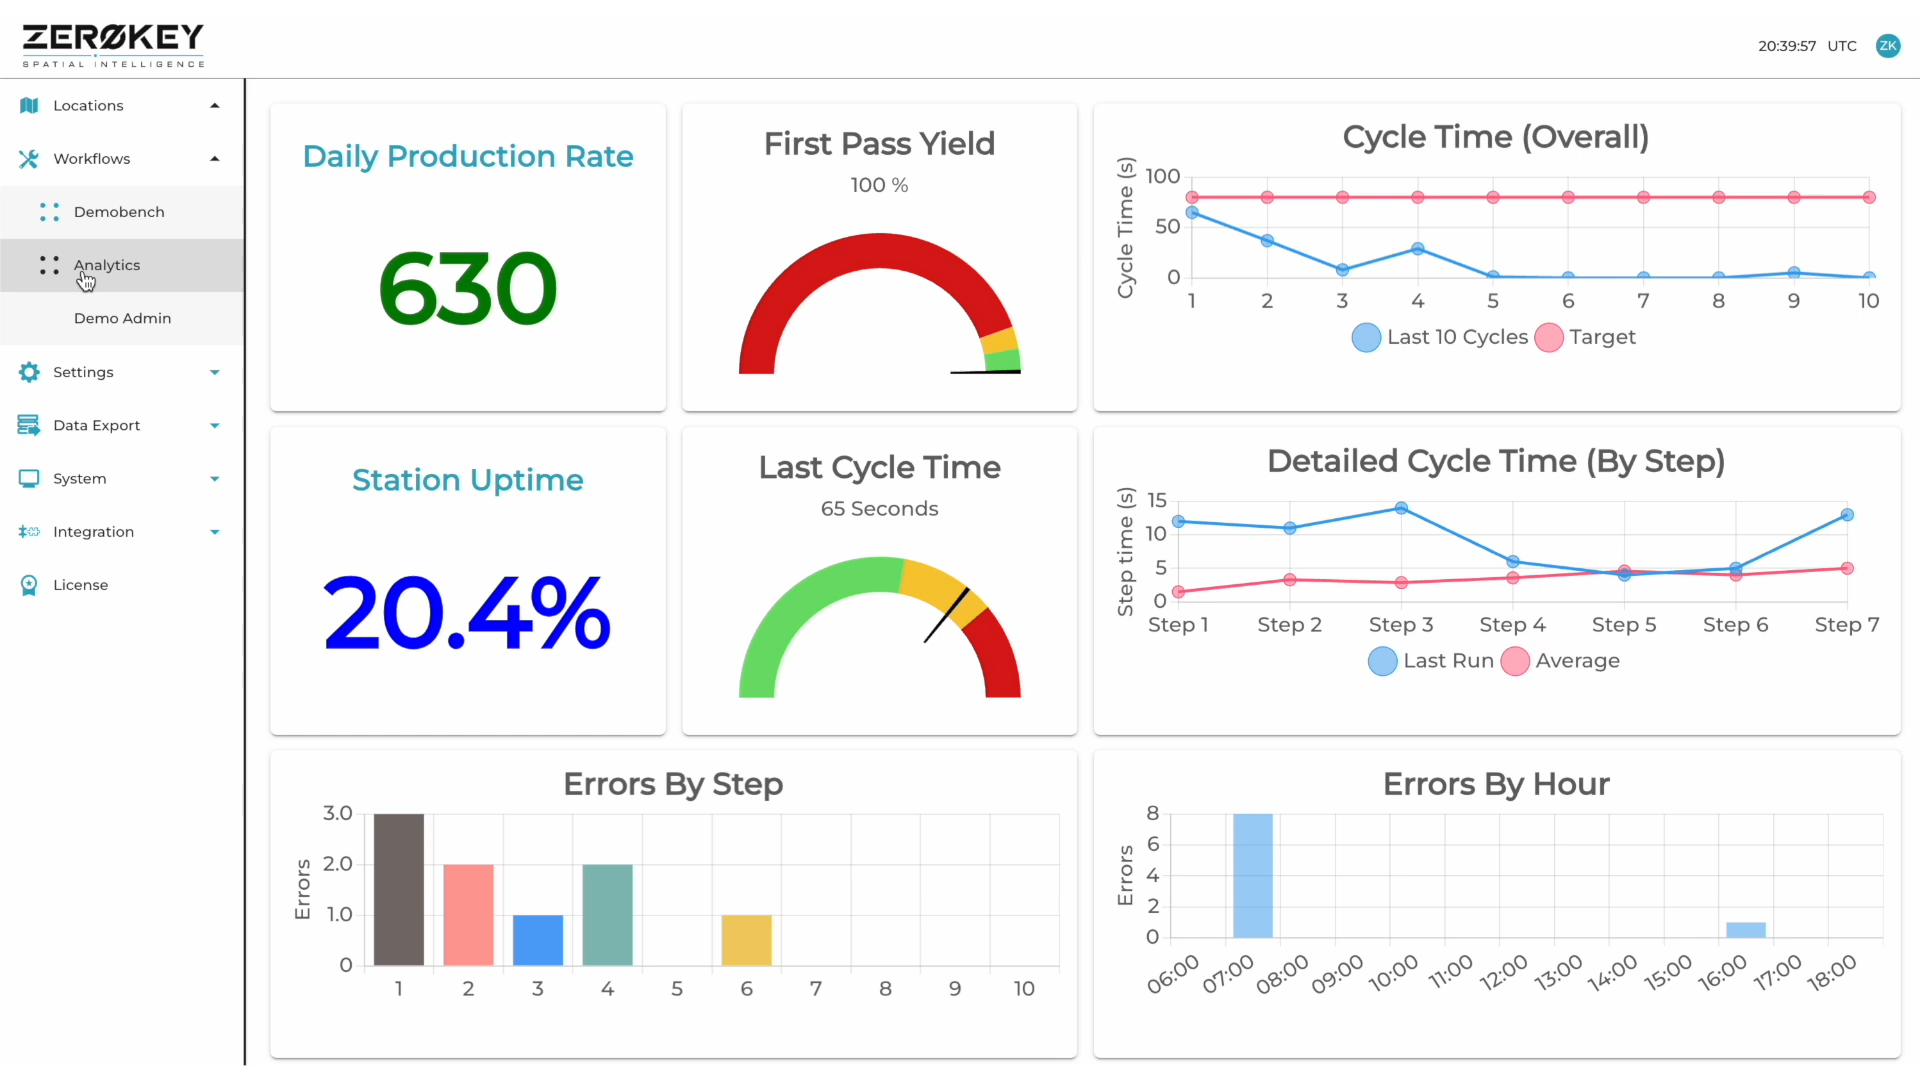 ZERØKEY
SPATIAL INTELLIGENCE
20:39:57 UTC
ZK
Locations
Workflows
Demobench
Analytics
Demo Admin
Settings
Data Export
System
Integration
License
Daily Production Rate
630
First Pass Yield
100 %
Cycle Time (Overall)
Cycle Time (s)
100
50
0
1 2 3 4 5 6 7 8 9 10
Last 10 Cycles Target
Station Uptime
20.4%
Last Cycle Time
65 Seconds
Detailed Cycle Time (By Step)
Step time (s)
15
10
5
0
Step 1 Step 2 Step 3 Step 4 Step 5 Step 6 Step 7
Last Run Average
Errors By Step
Errors
3.0
2.0
1.0
0
1 2 3 4 5 6 7 8 9 10
Errors By Hour
Errors
8
6
4
2
0
06:00 07:00 08:00 09:00 10:00 11:00 12:00 13:00 14:00 15:00 16:00 17:00 18:00